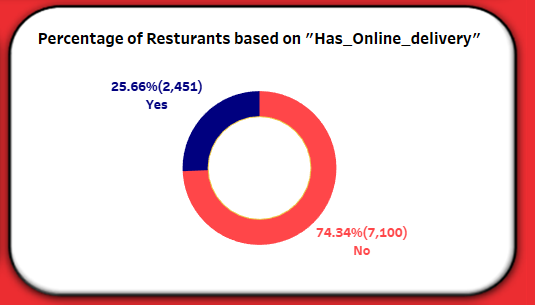 Percentage of Resturants based on "Has_Online_delivery"
25.66%(2,451)
Yes
74.34%(7,100)
No